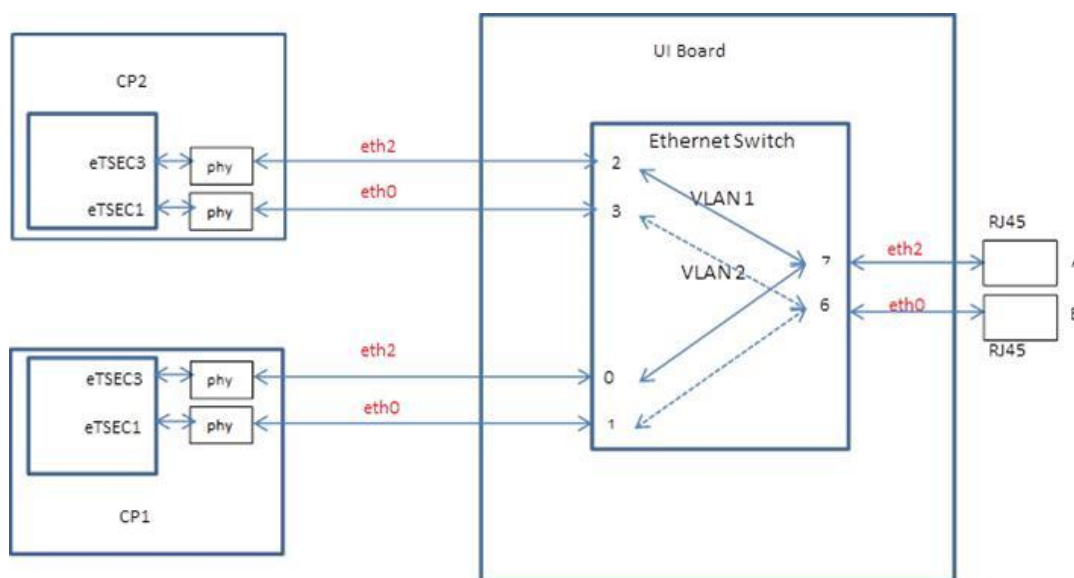 UI Board
CP2
Ethernet Switch
eTSEC3
phy
eth2
2
eTSEC1
phy
eth0
3
VLAN 1
VLAN 2
RJ45
7
eth2
6
eth0
RJ45
eTSEC3
phy
eth2
0
eTSEC1
phy
eth0
1
CP1